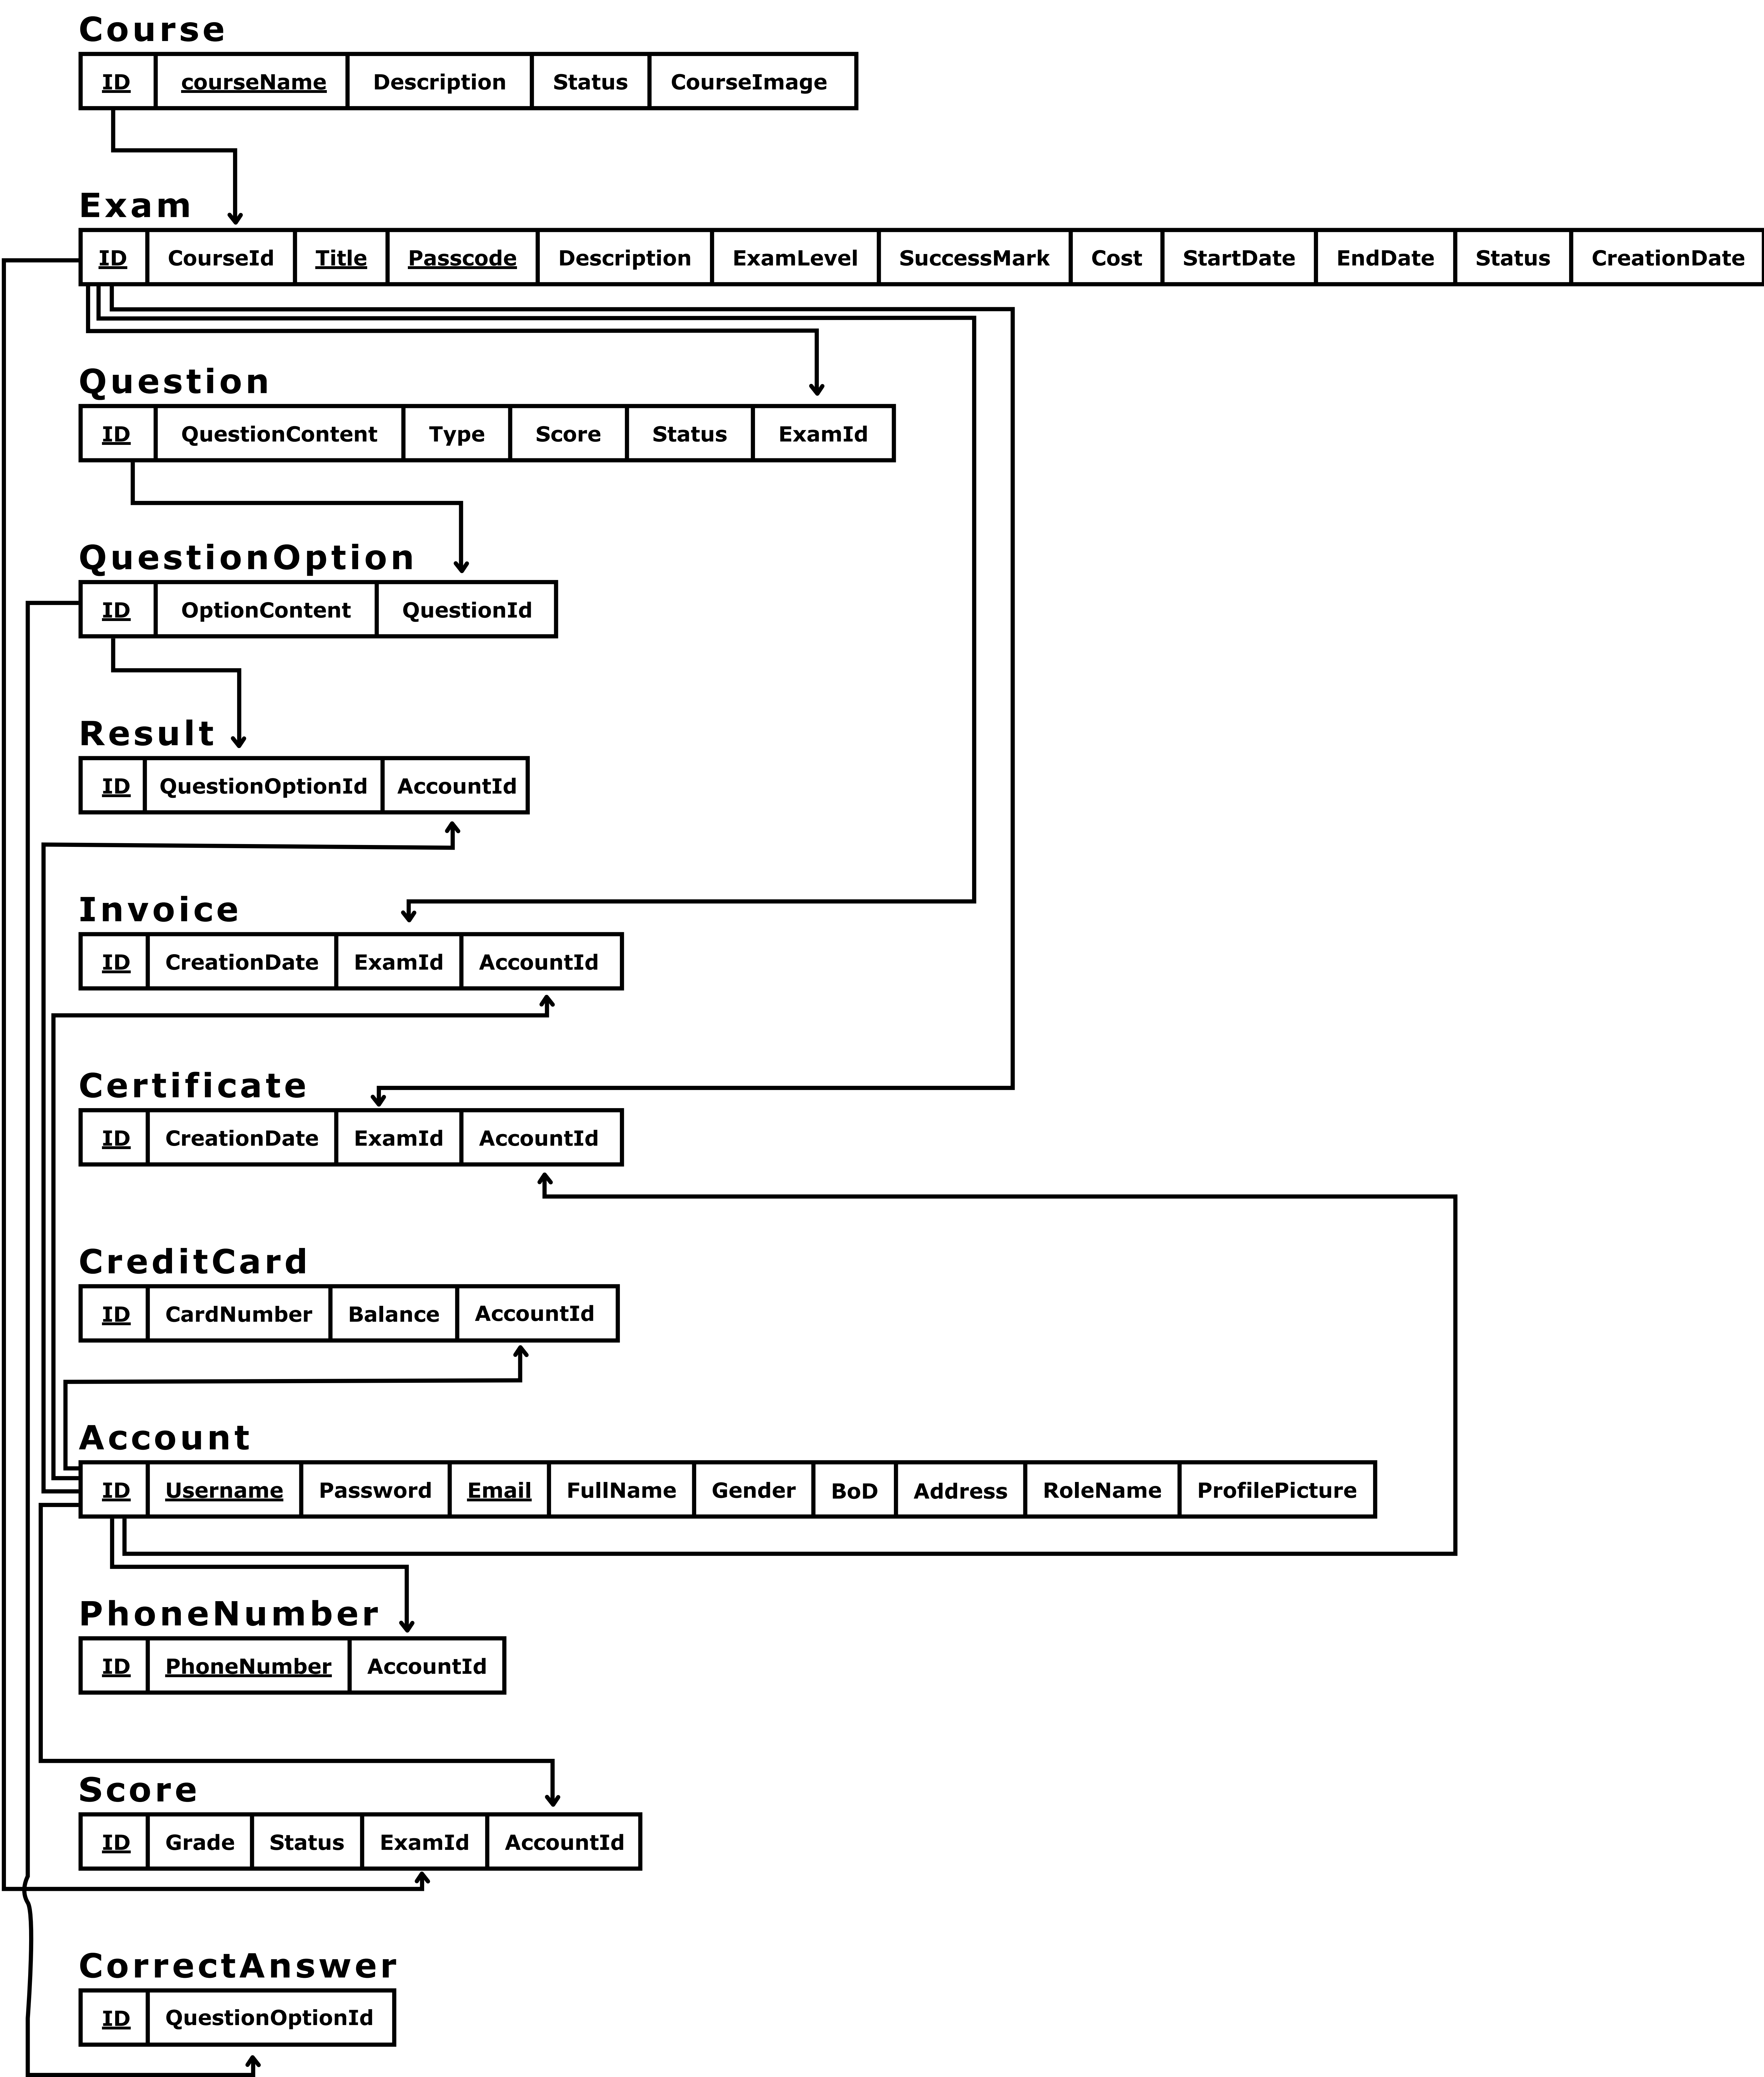 Course
ID courseName Description Status CourseImage
Exam
ID CourseId Title Passcode Description ExamLevel SuccessMark Cost StartDate EndDate Status CreationDate
Question
ID QuestionContent Type Score Status ExamId
QuestionOption
ID OptionContent QuestionId
Result
ID QuestionOptionId AccountId
Invoice
ID CreationDate ExamId AccountId
Certificate
ID CreationDate ExamId AccountId
CreditCard
ID CardNumber Balance AccountId
Account
ID Username Password Email FullName Gender BoD Address RoleName ProfilePicture
PhoneNumber
ID PhoneNumber AccountId
Score
ID Grade Status ExamId AccountId
CorrectAnswer
ID QuestionOptionId